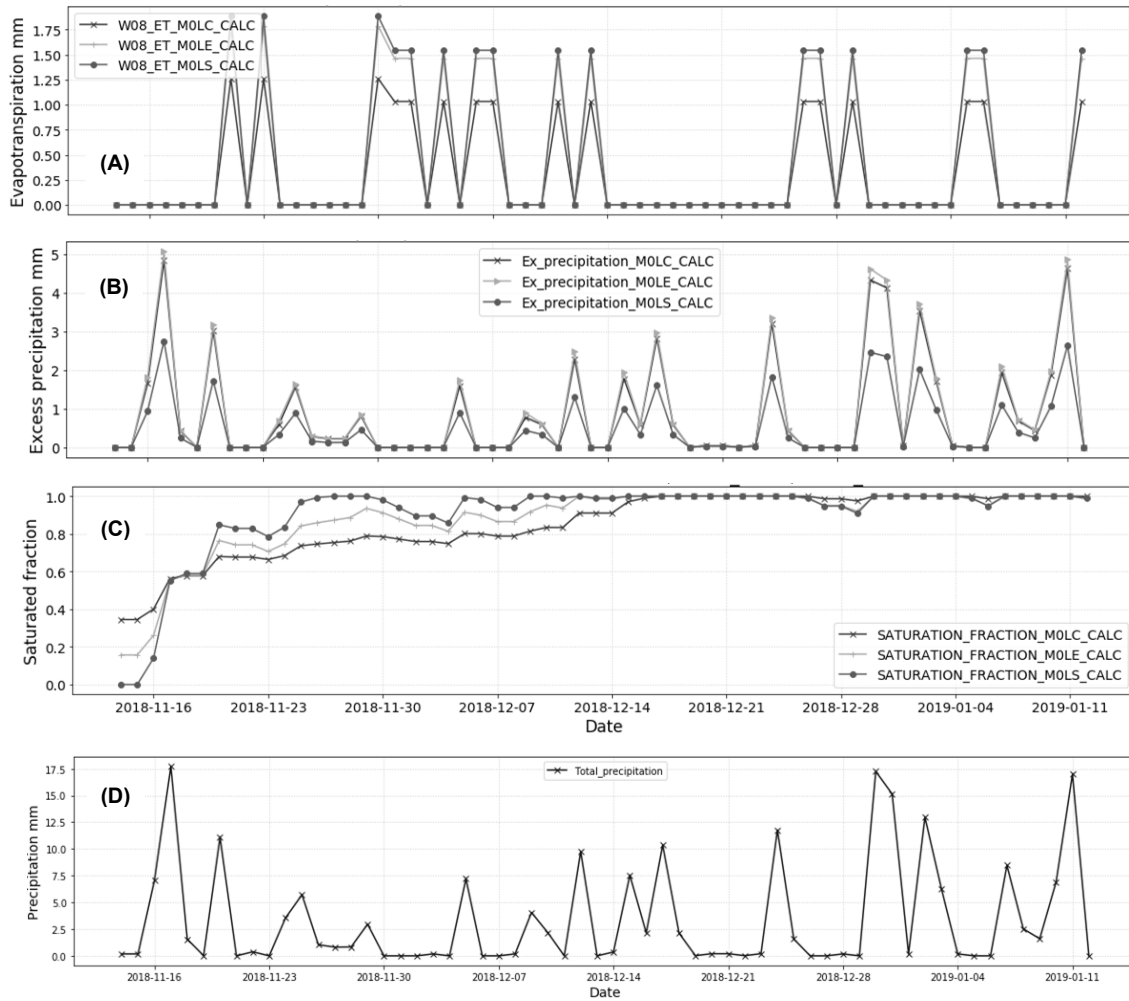 Evapotranspiration mm
1.75
1.50
1.25
1.00
0.75
0.50
0.25
0.00
W08_ET_M0LC_CALC
W08_ET_M0LE_CALC
W08_ET_M0LS_CALC
(A)
Excess precipitation mm
5
4
3
2
1
0
Ex_precipitation_M0LC_CALC
Ex_precipitation_M0LE_CALC
Ex_precipitation_M0LS_CALC
(B)
Saturated fraction
1.0
0.8
0.6
0.4
0.2
0.0
(C)
SATURATION_FRACTION_M0LC_CALC
SATURATION_FRACTION_M0LE_CALC
SATURATION_FRACTION_M0LS_CALC
2018-11-16 2018-11-23 2018-11-30 2018-12-07 2018-12-14 2018-12-21 2018-12-28 2019-01-04 2019-01-11
Date
Precipitation mm
17.5
15.0
12.5
10.0
7.5
5.0
2.5
0.0
Total_precipitation
(D)
2018-11-16 2018-11-23 2018-11-30 2018-12-07 2018-12-14 2018-12-21 2018-12-28 2019-01-04 2019-01-11
Date